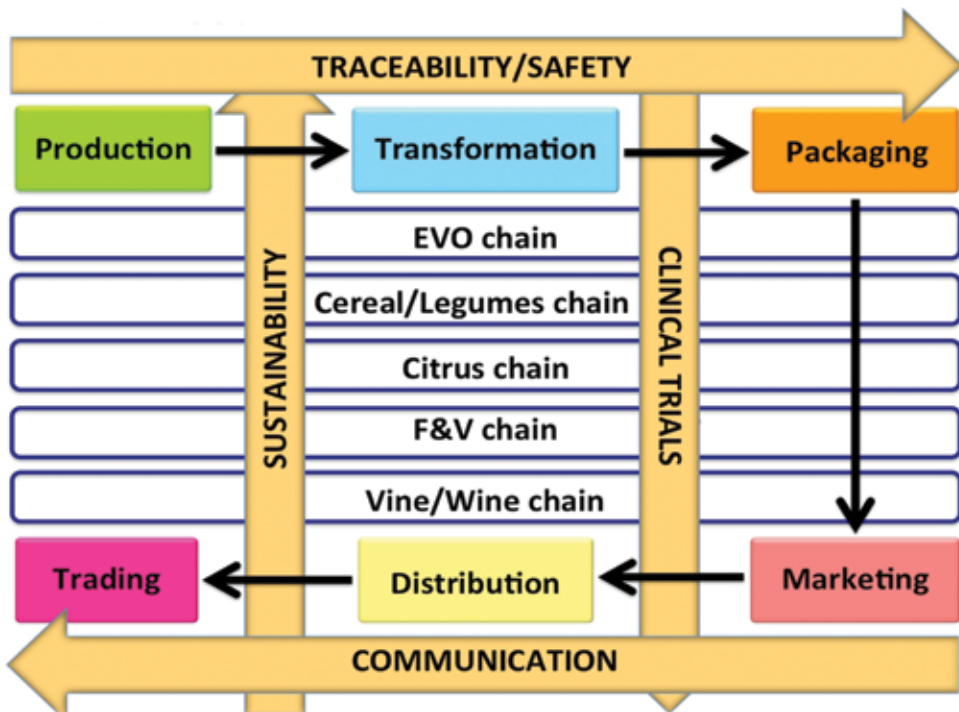 TRACEABILITY/SAFETY
Production
Transformation
Packaging
EVO chain
Cereal/Legumes chain
Citrus chain
F&V chain
Vine/Wine chain
SUSTAINABILITY
CLINICAL TRIALS
Trading
Distribution
Marketing
COMMUNICATION